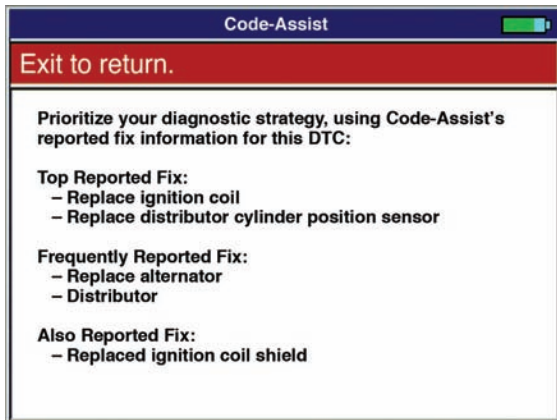 Code-Assist
Exit to return.
Prioritize your diagnostic strategy, using Code-Assist's
reported fix information for this DTC:
Top Reported Fix:
– Replace ignition coil
– Replace distributor cylinder position sensor
Frequently Reported Fix:
– Replace alternator
– Distributor
Also Reported Fix:
– Replaced ignition coil shield